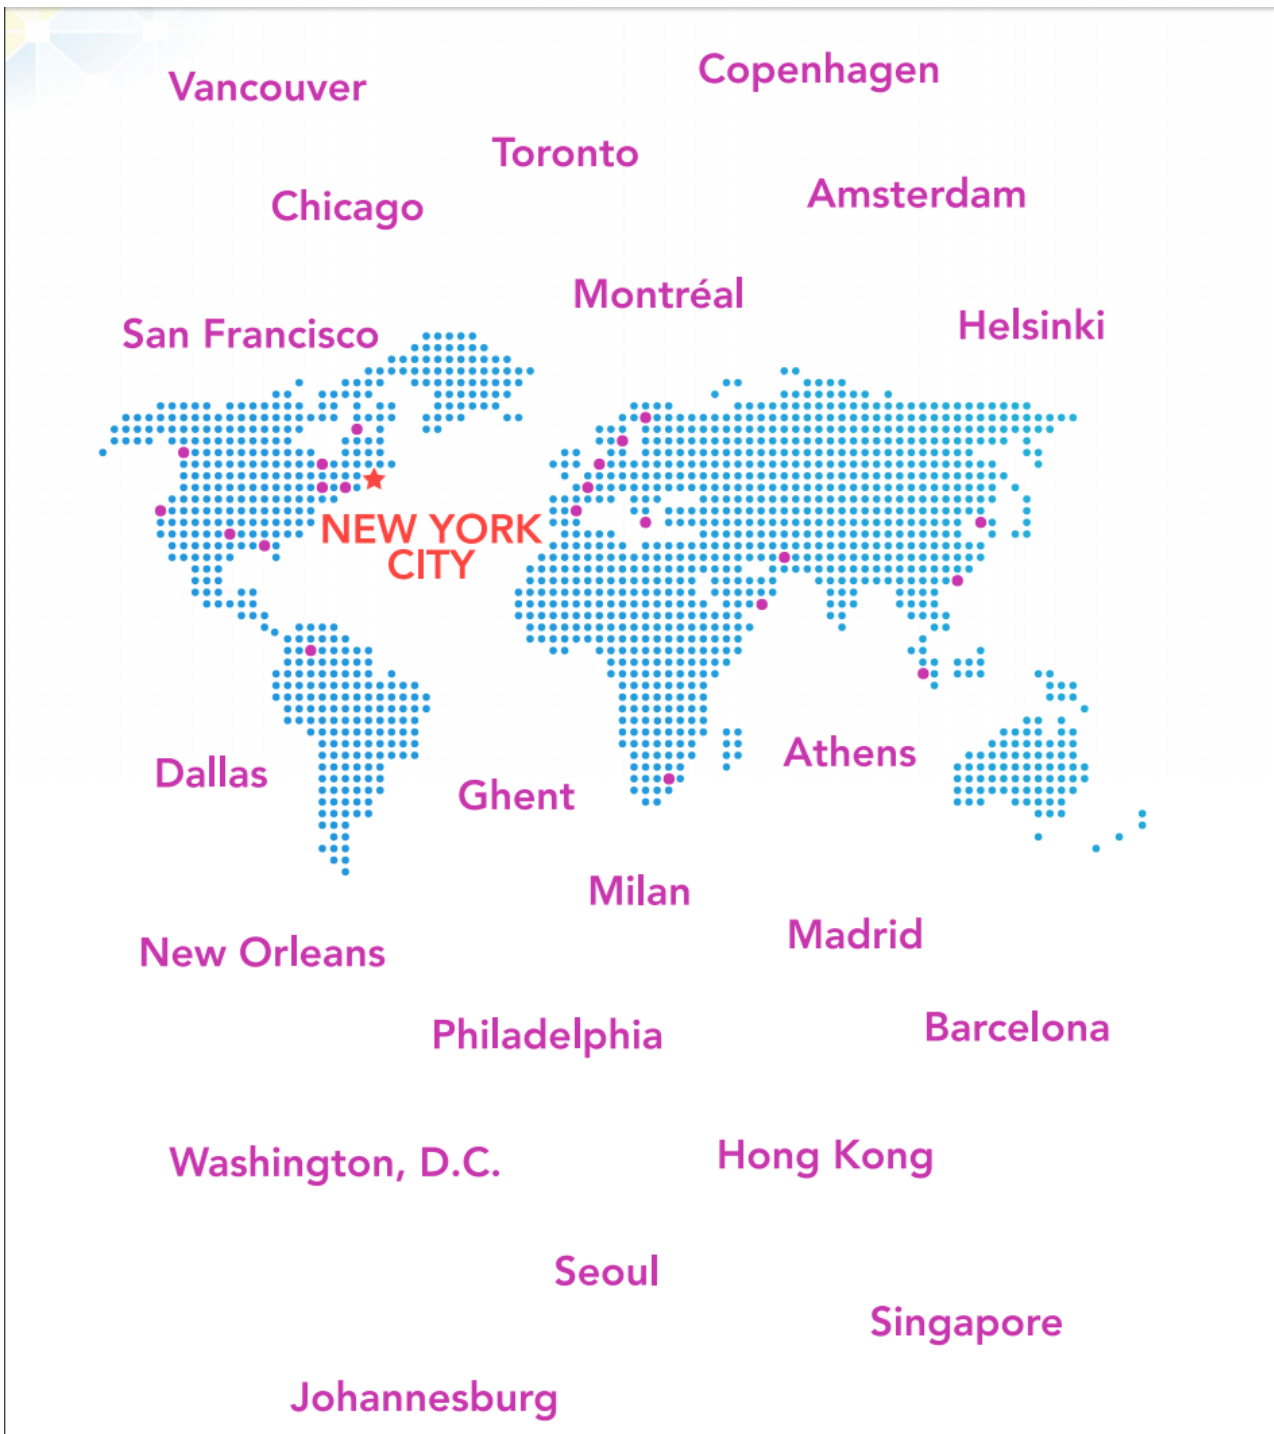 Copenhagen
Vancouver
Toronto
Amsterdam
Chicago
Montréal
Helsinki
San Francisco
NEW YORK
CITY
Athens
Dallas
Ghent
Milan
Madrid
New Orleans
Barcelona
Philadelphia
Hong Kong
Washington, D.C.
Seoul
Singapore
Johannesburg